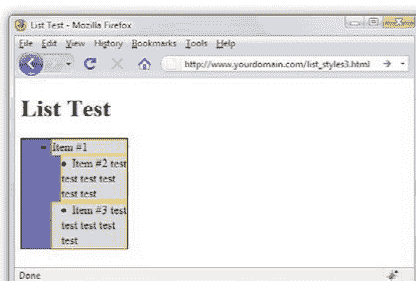 List Test - Mozilla Firefox
File Edit View History Bookmarks Tools Help
http://www.yourdomain.com/list_styles3.html
List Test
Item #1
Item #2 test
test test test
test test
Item #3 test
test test test
test
Done